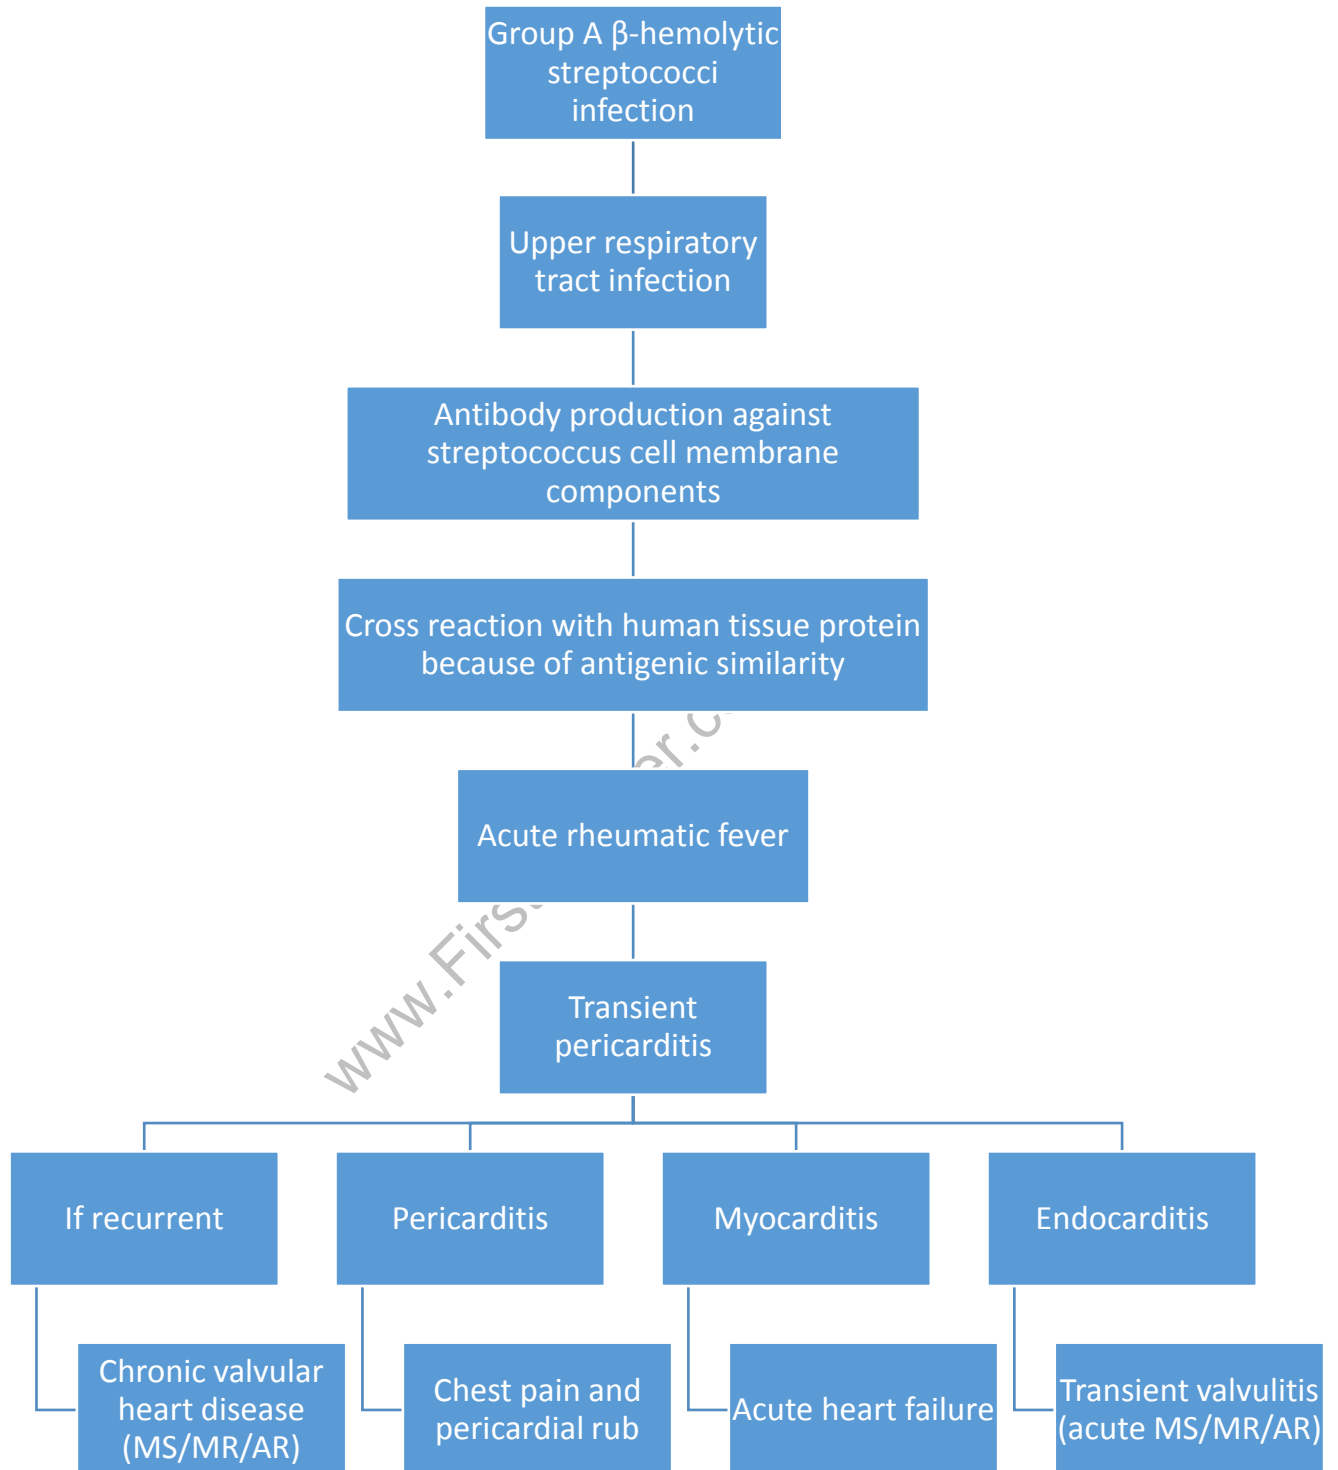 Group A β-hemolytic
streptococci
infection
Upper respiratory
tract infection
Antibody production against
streptococcus cell membrane
components
Cross reaction with human tissue protein
because of antigenic similarity
Acute rheumatic fever
Transient
pericarditis
If recurrent
Pericarditis
Myocarditis
Endocarditis
Chronic valvular
heart disease
(MS/MR/AR)
Chest pain and
pericardial rub
Acute heart failure
Transient valvulitis
(acute MS/MR/AR)